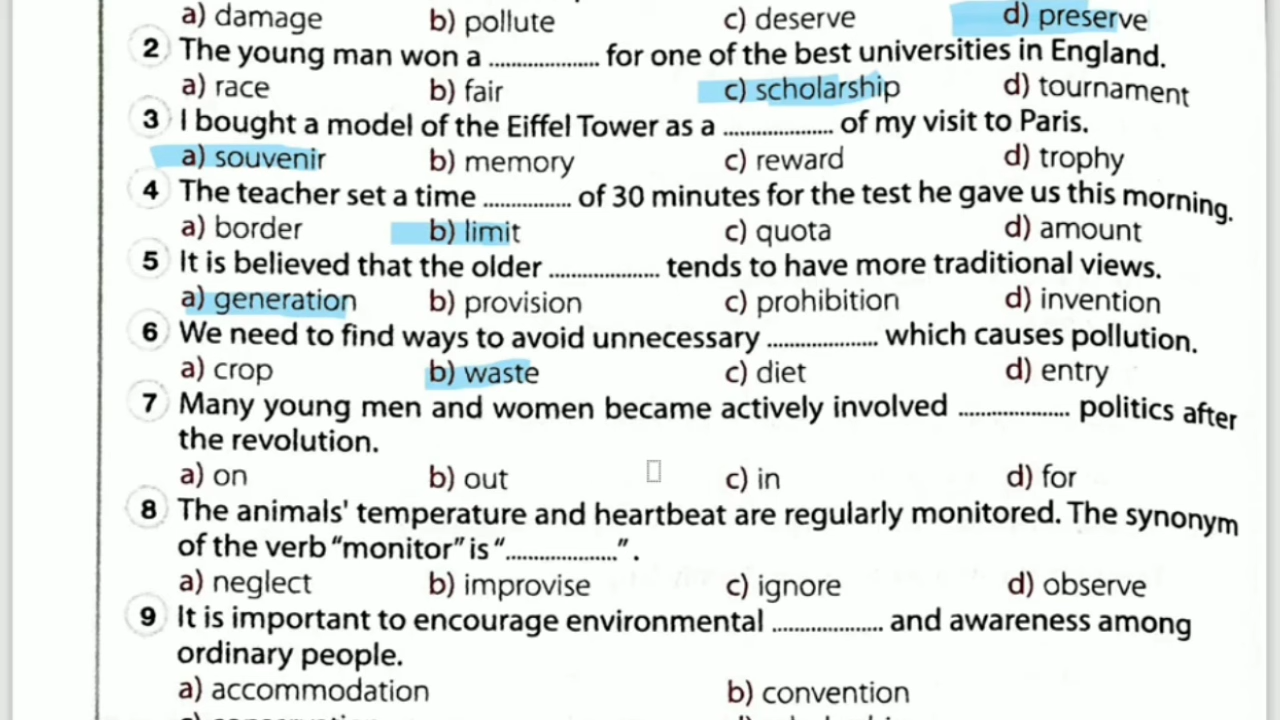 a) damage b) pollute c) deserve d) preserve
2 The young man won a .................... for one of the best universities in England.
a) race b) fair c) scholarship d) tournament
3 I bought a model of the Eiffel Tower as a .................... of my visit to Paris.
a) souvenir b) memory c) reward d) trophy
4 The teacher set a time ................ of 30 minutes for the test he gave us this morning.
a) border b) limit c) quota d) amount
5 It is believed that the older .................... tends to have more traditional views.
a) generation b) provision c) prohibition d) invention
6 We need to find ways to avoid unnecessary .................... which causes pollution.
a) crop b) waste c) diet d) entry
7 Many young men and women became actively involved .................... politics after
the revolution.
a) on b) out c) in d) for
8 The animals' temperature and heartbeat are regularly monitored. The synonym
of the verb “monitor” is “....................” .
a) neglect b) improvise c) ignore d) observe
9 It is important to encourage environmental .................... and awareness among
ordinary people.
a) accommodation b) convention